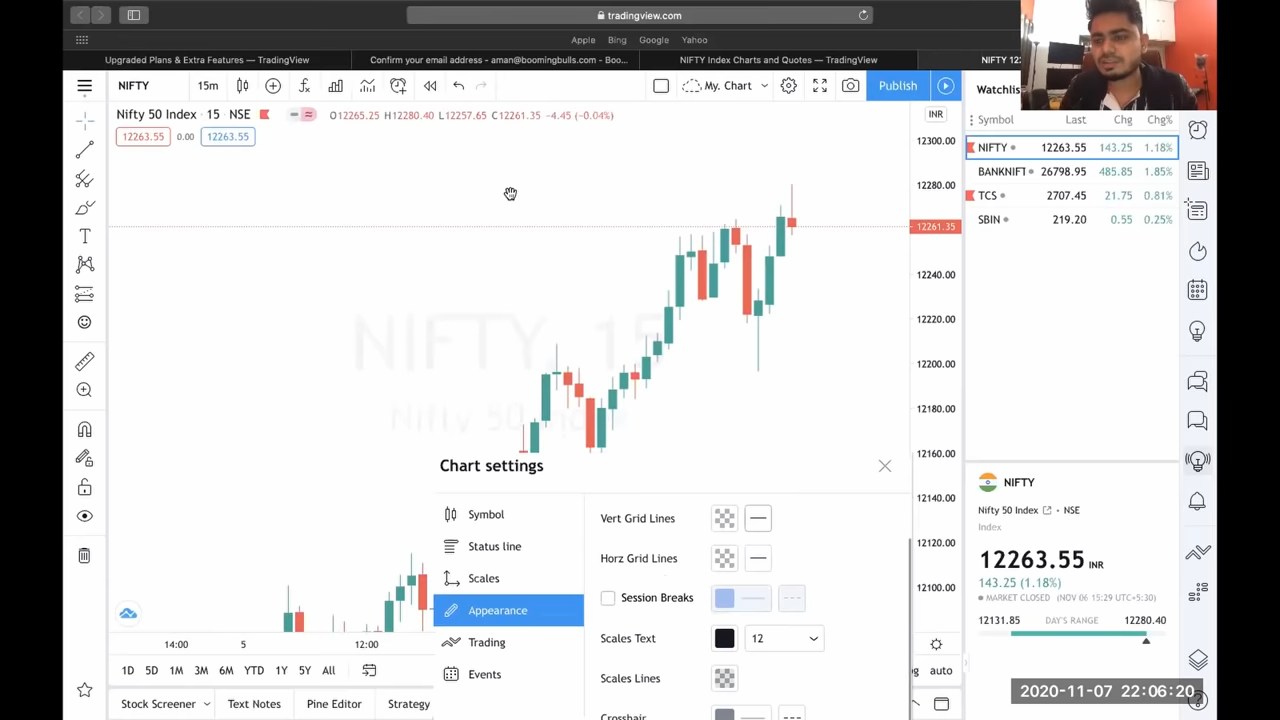 tradingview.com
Apple Bing Google Yahoo
Upgraded Plans & Extra Features — TradingView
Confirm your email address - aman@boomingbulls.com - Boo...
NIFTY Index Charts and Quotes — TradingView
NIFTY 12
NIFTY 15m My. Chart Publish
Nifty 50 Index · 15 · NSE O12265.25 H12280.40 L12257.65 C12261.35 -4.45 (-0.04%)
12263.55 0.00 12263.55
INR
12300.00
12280.00
12261.35
12240.00
12220.00
12200.00
12180.00
12160.00
12140.00
12120.00
12100.00
NIFTY, 15
Nifty 50 Index
Watchlis
Symbol Last Chg Chg%
NIFTY 12263.55 143.25 1.18%
BANKNIFT 26798.95 485.85 1.85%
TCS 2707.45 21.75 0.81%
SBIN 219.20 0.55 0.25%
Chart settings
Symbol
Status line
Scales
Appearance
Trading
Events
Vert Grid Lines
Horz Grid Lines
Session Breaks
Scales Text 12
Scales Lines
Crosshair
NIFTY
Nifty 50 Index · NSE
Index
12263.55 INR
143.25 (1.18%)
MARKET CLOSED (NOV 06 15:29 UTC+5:30)
12131.85 DAY'S RANGE 12280.40
14:00 5 12:00
1D 5D 1M 3M 6M YTD 1Y 5Y All
g auto
Stock Screener Text Notes Pine Editor Strategy
2020-11-07 22:06:20